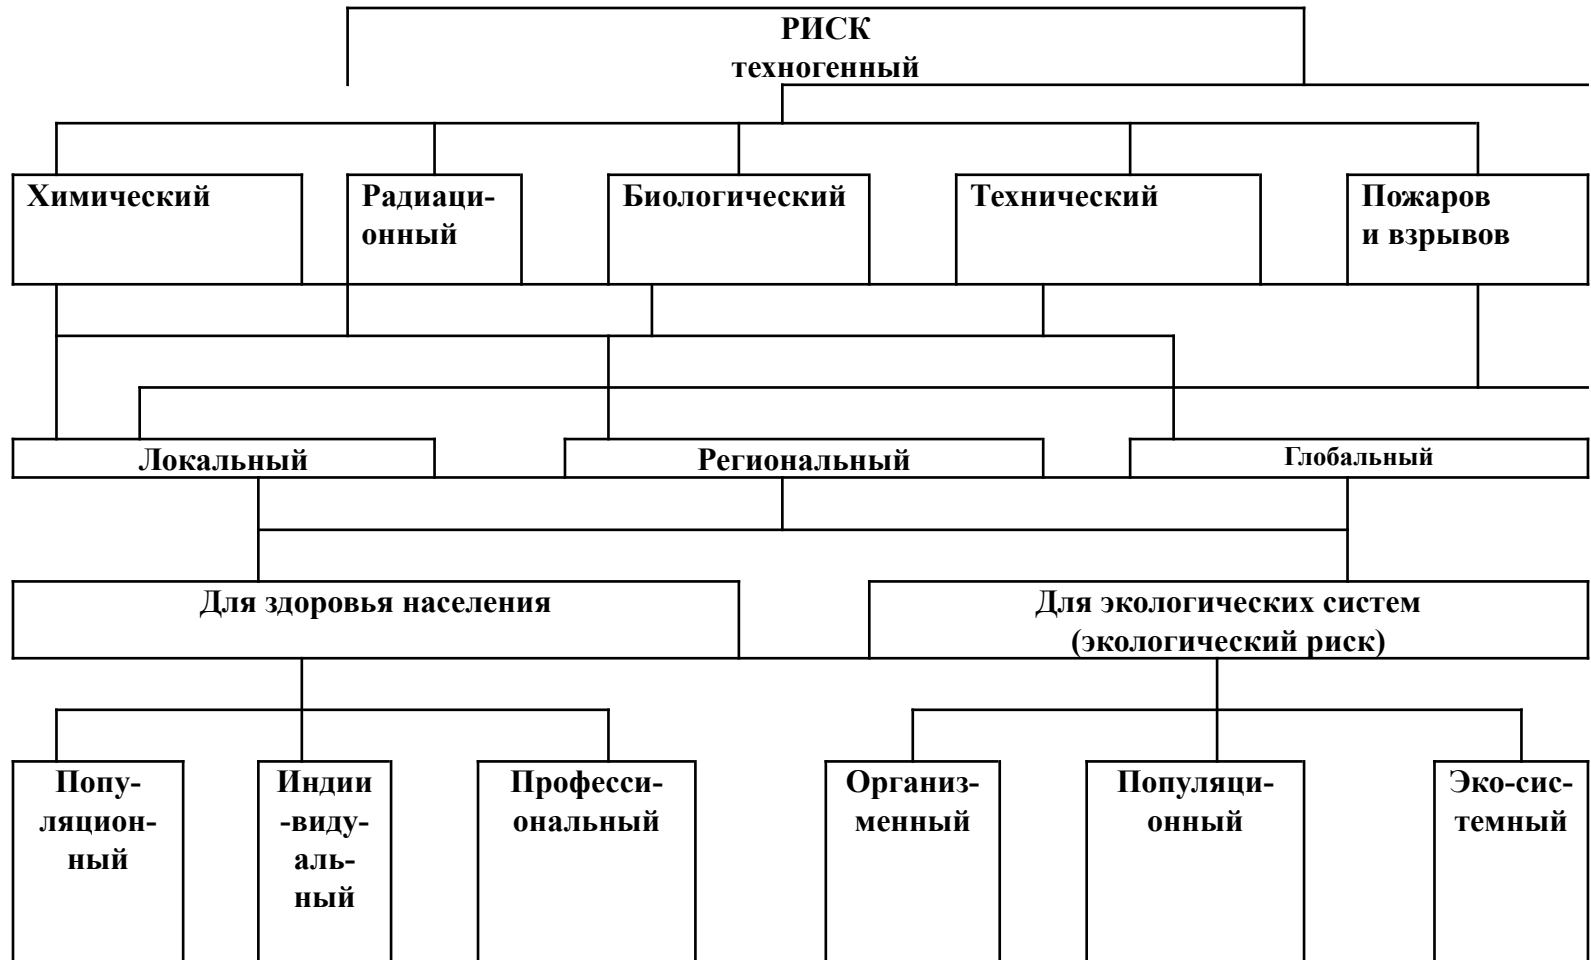 РИСК
техногенный
Химический
Радиаци-
онный
Биологический
Технический
Пожаров
и взрывов
Локальный
Региональный
Глобальный
Для здоровья населения
Для экологических систем
(экологический риск)
Попу-
ляцион-
ный
Индии
-виду-
аль-
ный
Професси-
ональный
Организ-
менный
Популяци-
онный
Эко-сис-
темный